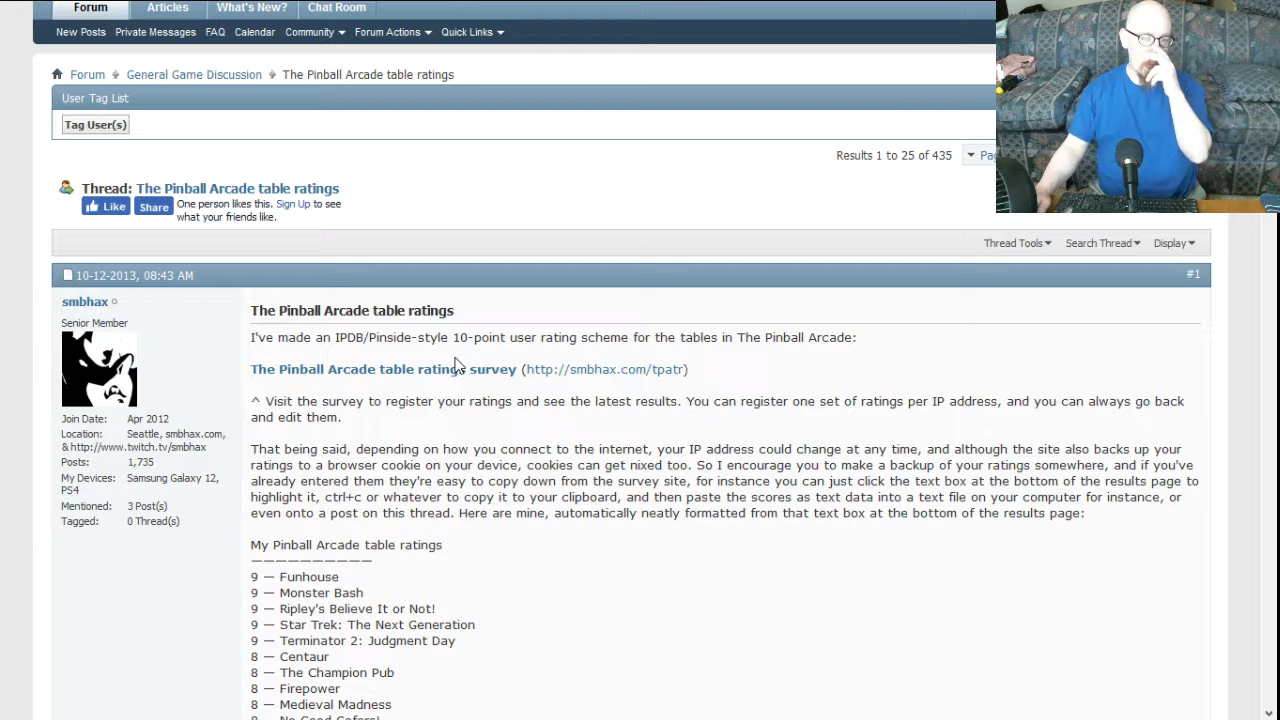 Forum Articles What's New? Chat Room
New Posts Private Messages FAQ Calendar Community Forum Actions Quick Links
Forum General Game Discussion The Pinball Arcade table ratings
User Tag List
Tag User(s)
Results 1 to 25 of 435
Thread: The Pinball Arcade table ratings
Like Share One person likes this. Sign Up to see
what your friends like.
Thread Tools Search Thread Display
10-12-2013, 08:43 AM #1
smbhax
Senior Member
Join Date: Apr 2012
Location: Seattle, smbhax.com,
& http://www.twitch.tv/smbhax
Posts: 1,735
My Devices: Samsung Galaxy 12,
PS4
Mentioned: 3 Post(s)
Tagged: 0 Thread(s)
The Pinball Arcade table ratings
I've made an IPDB/Pinside-style 10-point user rating scheme for the tables in The Pinball Arcade:
The Pinball Arcade table ratings survey (http://smbhax.com/tpatr)
^ Visit the survey to register your ratings and see the latest results. You can register one set of ratings per IP address, and you can always go back
and edit them.
That being said, depending on how you connect to the internet, your IP address could change at any time, and although the site also backs up your
ratings to a browser cookie on your device, cookies can get nixed too. So I encourage you to make a backup of your ratings somewhere, and if you've
already entered them they're easy to copy down from the survey site, for instance you can just click the text box at the bottom of the results page to
highlight it, ctrl+c or whatever to copy it to your clipboard, and then paste the scores as text data into a text file on your computer for instance, or
even onto a post on this thread. Here are mine, automatically neatly formatted from that text box at the bottom of the results page:
My Pinball Arcade table ratings
——————————
9 — Funhouse
9 — Monster Bash
9 — Ripley's Believe It or Not!
9 — Star Trek: The Next Generation
9 — Terminator 2: Judgment Day
8 — Centaur
8 — The Champion Pub
8 — Firepower
8 — Medieval Madness
8 — No Good Gofers!